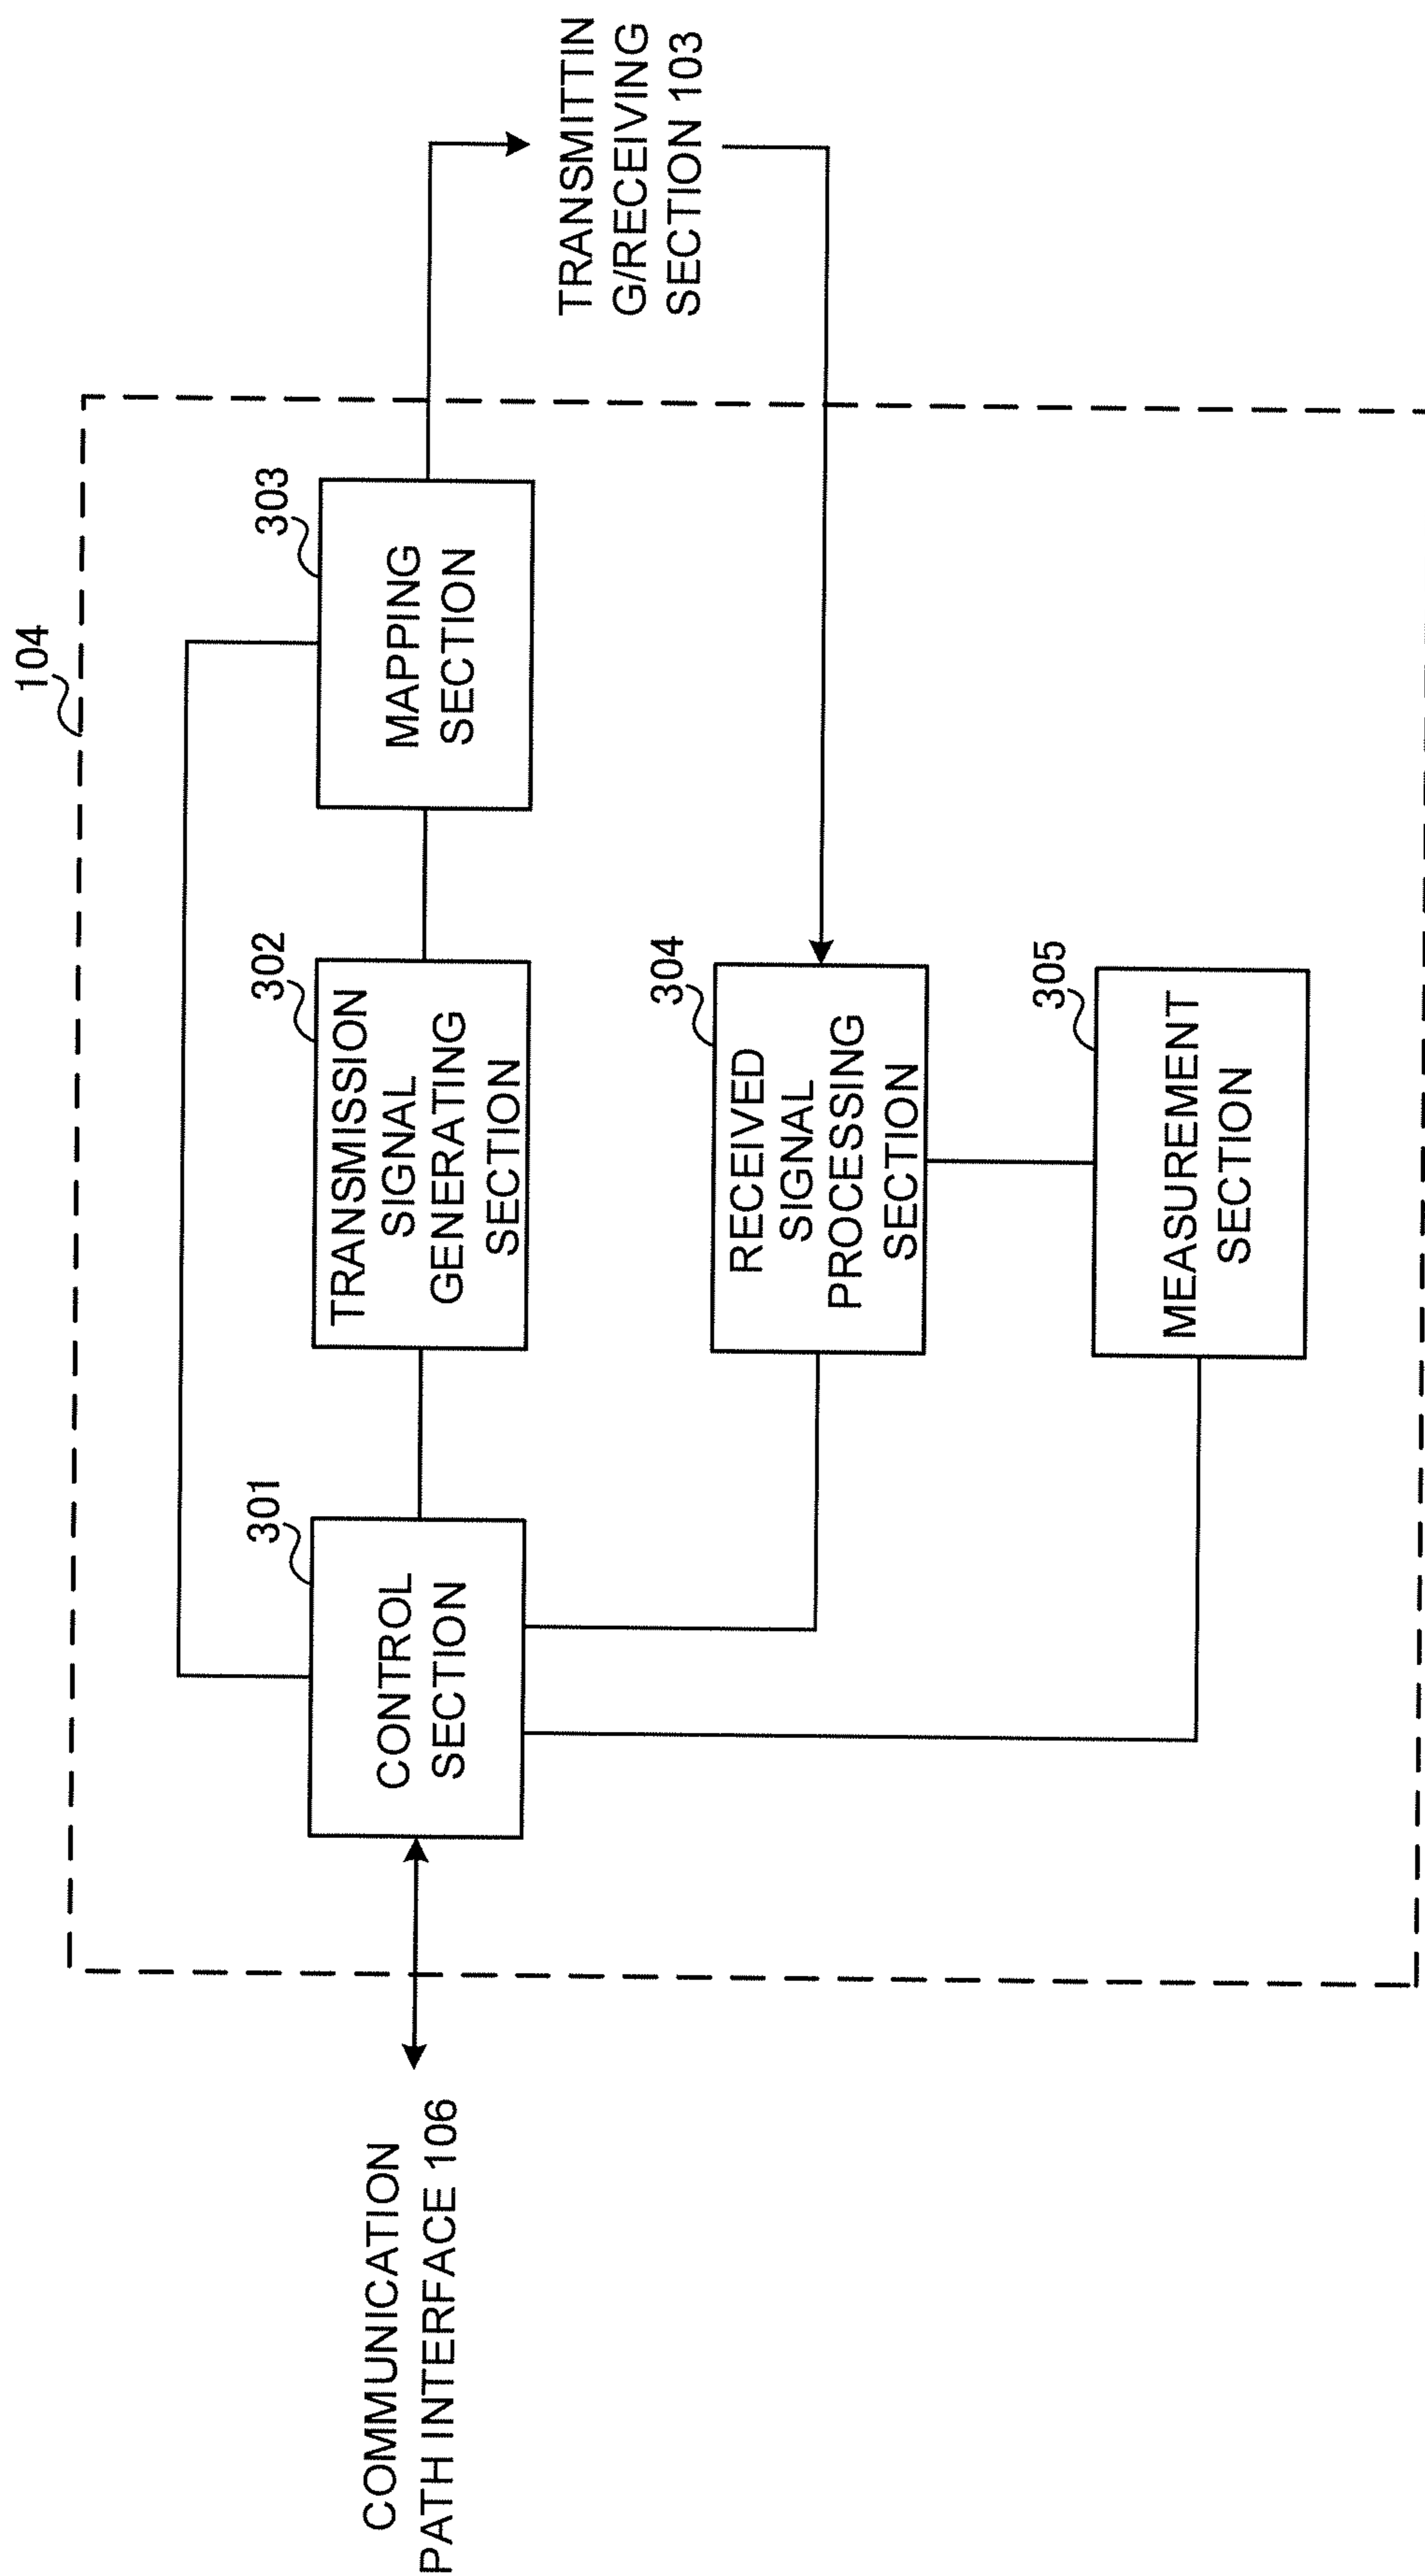 104
COMMUNICATION
PATH INTERFACE 106
301
CONTROL
SECTION
302
TRANSMISSION
SIGNAL
GENERATING
SECTION
303
MAPPING
SECTION
TRANSMITTIN
G/RECEIVING
SECTION 103
304
RECEIVED
SIGNAL
PROCESSING
SECTION
305
MEASUREMENT
SECTION